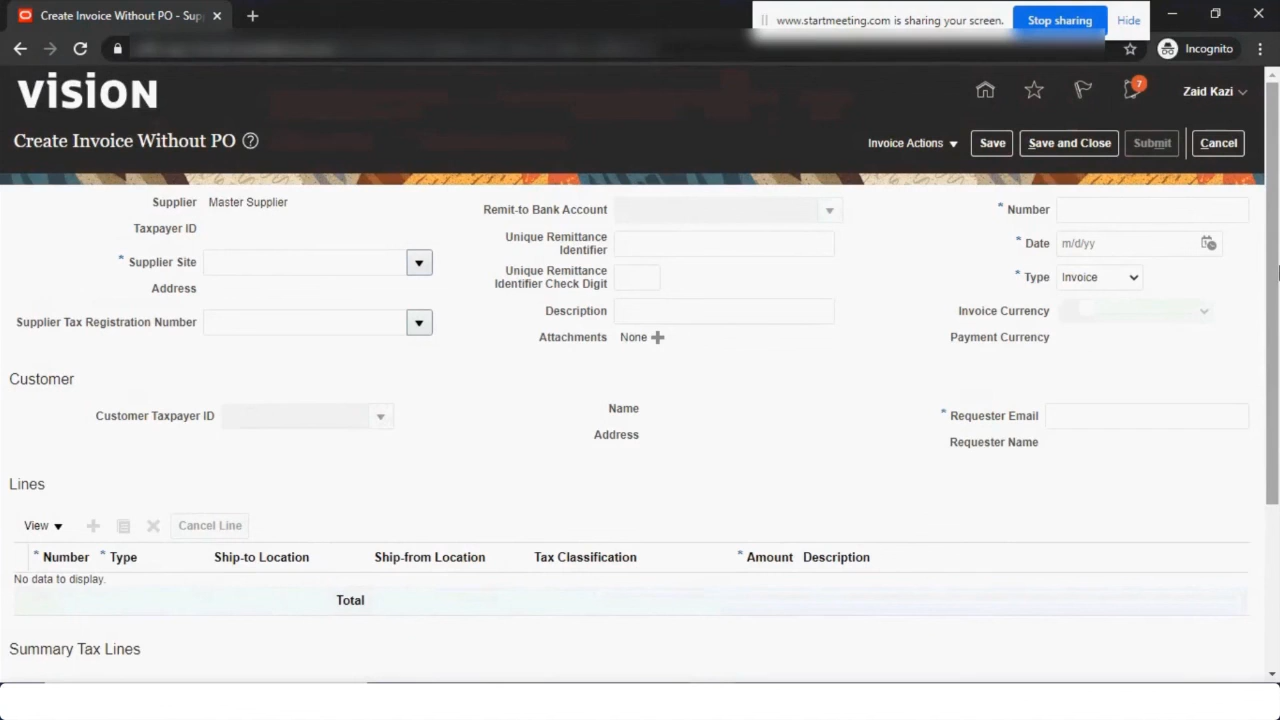 Create Invoice Without PO - Sup
www.startmeeting.com is sharing your screen.
Stop sharing
Hide
Incognito
VISION
7
Zaid Kazi
Create Invoice Without PO ?
Invoice Actions
Save
Save and Close
Submit
Cancel
Supplier Master Supplier
Taxpayer ID
* Supplier Site
Address
Supplier Tax Registration Number
Remit-to Bank Account
Unique Remittance
Identifier
Unique Remittance
Identifier Check Digit
Description
Attachments None
* Number
* Date m/d/yy
* Type Invoice
Invoice Currency
Payment Currency
Customer
Customer Taxpayer ID
Name
Address
* Requester Email
Requester Name
Lines
View
Cancel Line
* Number * Type Ship-to Location Ship-from Location Tax Classification * Amount Description
No data to display.
Total
Summary Tax Lines